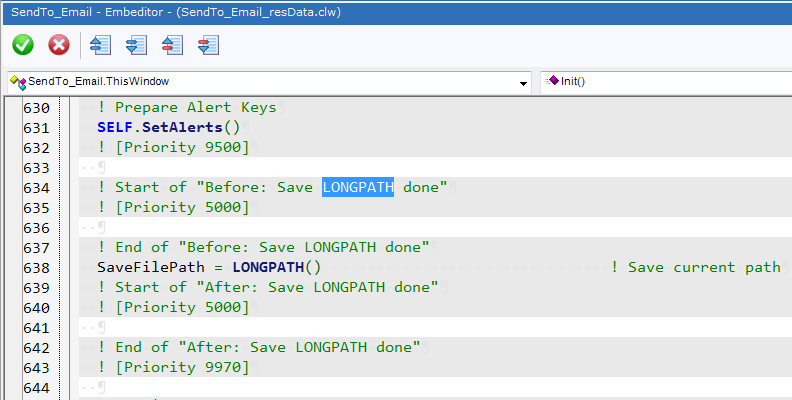 SendTo_Email - Embeditor - (SendTo_Email_resData.clw)
SendTo_Email.ThisWindow
Init()
630 ! Prepare Alert Keys
631 SELF.SetAlerts()
632 ! [Priority 9500]
633
634 ! Start of "Before: Save LONGPATH done"
635 ! [Priority 5000]
636
637 ! End of "Before: Save LONGPATH done"
638 SaveFilePath = LONGPATH() ! Save current path
639 ! Start of "After: Save LONGPATH done"
640 ! [Priority 5000]
641
642 ! End of "After: Save LONGPATH done"
643 ! [Priority 9970]
644